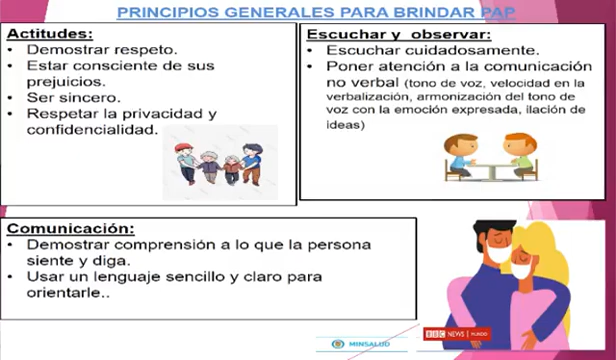 PRINCIPIOS GENERALES PARA BRINDAR PAP
Actitudes:
• Demostrar respeto.
• Estar consciente de sus
prejuicios.
• Ser sincero.
• Respetar la privacidad y
confidencialidad.
Escuchar y observar:
• Escuchar cuidadosamente.
• Poner atención a la comunicación
no verbal (tono de voz, velocidad en la
verbalización, armonización del tono de
voz con la emoción expresada, ilación de
ideas)
Comunicación:
• Demostrar comprensión a lo que la persona
siente y diga.
• Usar un lenguaje sencillo y claro para
orientarle..
MINSALUD
BBC NEWS MUNDO